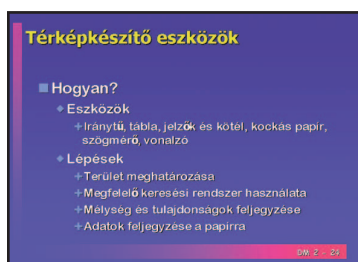 Térképkészítő eszközök
Hogyan?
Eszközök
Iránytű, tábla, jelzők és kötél, kockás papír,
szögmérő, vonalzó
Lépések
Terület meghatározása
Megfelelő keresési rendszer használata
Mélység és tulajdonságok feljegyzése
Adatok feljegyzése a papírra
DM 2 - 21